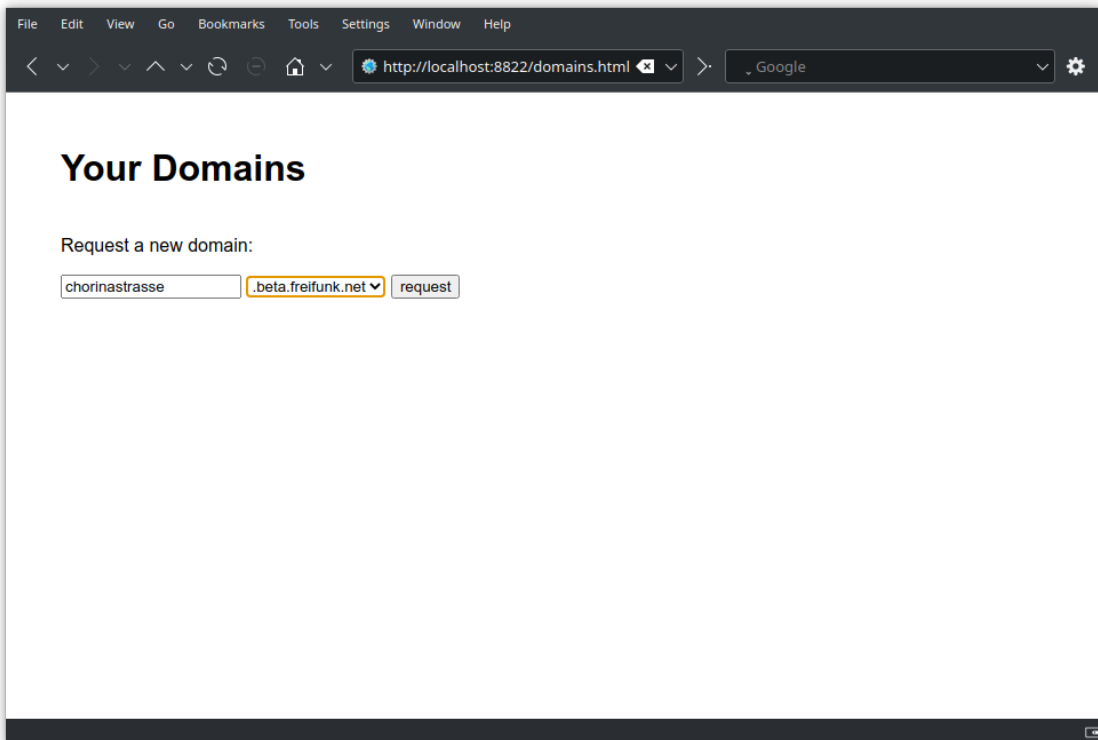 File Edit View Go Bookmarks Tools Settings Window Help
http://localhost:8822/domains.html Google
Your Domains
Request a new domain:
chorinastrasse .beta.freifunk.net request